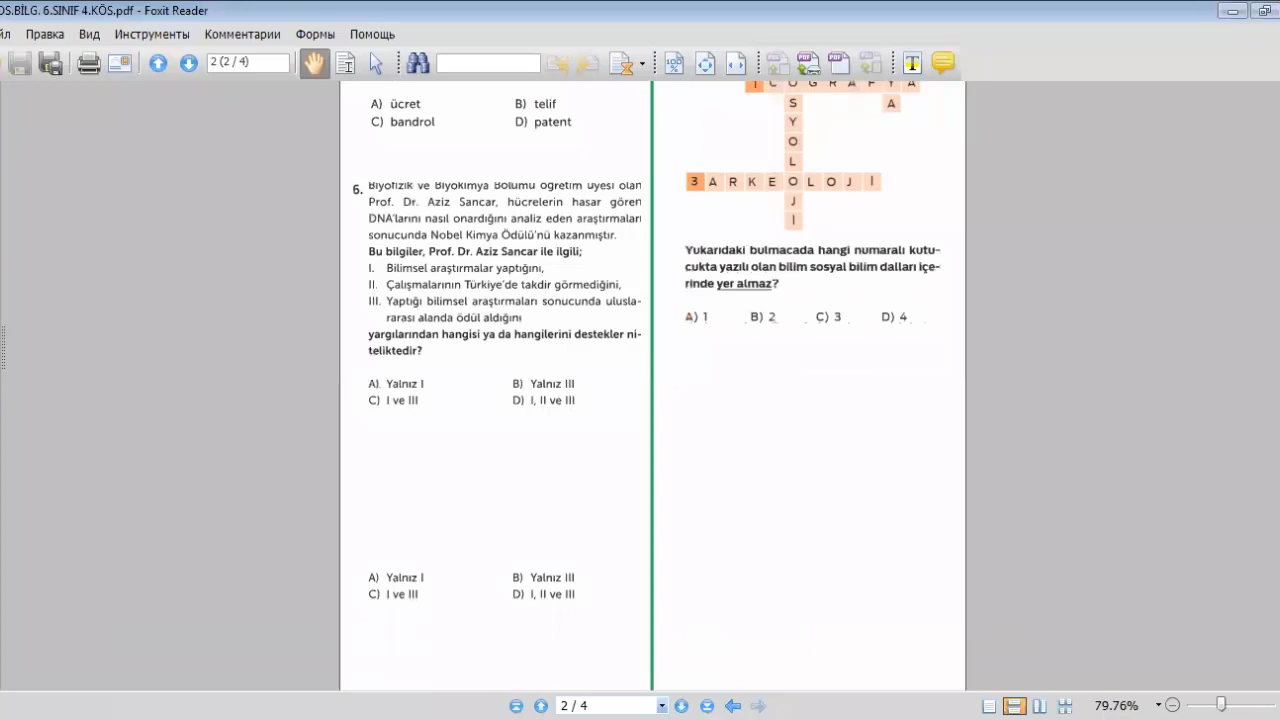 OS.BİLG. 6.SINIF 4.KÖS.pdf - Foxit Reader
йл Правка Вид Инструменты Комментарии Формы Помощь
2 (2 / 4)
A) ücret B) telif
C) bandrol D) patent
6. Biyofizik ve Biyokimya Bölümü öğretim üyesi olan
Prof. Dr. Aziz Sancar, hücrelerin hasar gören
DNA'larını nasıl onardığını analiz eden araştırmaları
sonucunda Nobel Kimya Ödülü'nü kazanmıştır.
Bu bilgiler, Prof. Dr. Aziz Sancar ile ilgili;
I. Bilimsel araştırmalar yaptığını,
II. Çalışmalarının Türkiye'de takdir görmediğini,
III. Yaptığı bilimsel araştırmaları sonucunda ulusla-
rarası alanda ödül aldığını
yargılarından hangisi ya da hangilerini destekler ni-
teliktedir?
A) Yalnız I B) Yalnız III
C) I ve III D) I, II ve III
A) Yalnız I B) Yalnız III
C) I ve III D) I, II ve III
1 C O Ğ R A F Y A
S A
Y
O
L
3 A R K E O L O J İ
J
İ
Yukarıdaki bulmacada hangi numaralı kutu-
cukta yazılı olan bilim sosyal bilim dalları içe-
rinde yer almaz?
A) 1 B) 2 C) 3 D) 4
2 / 4
79.76%